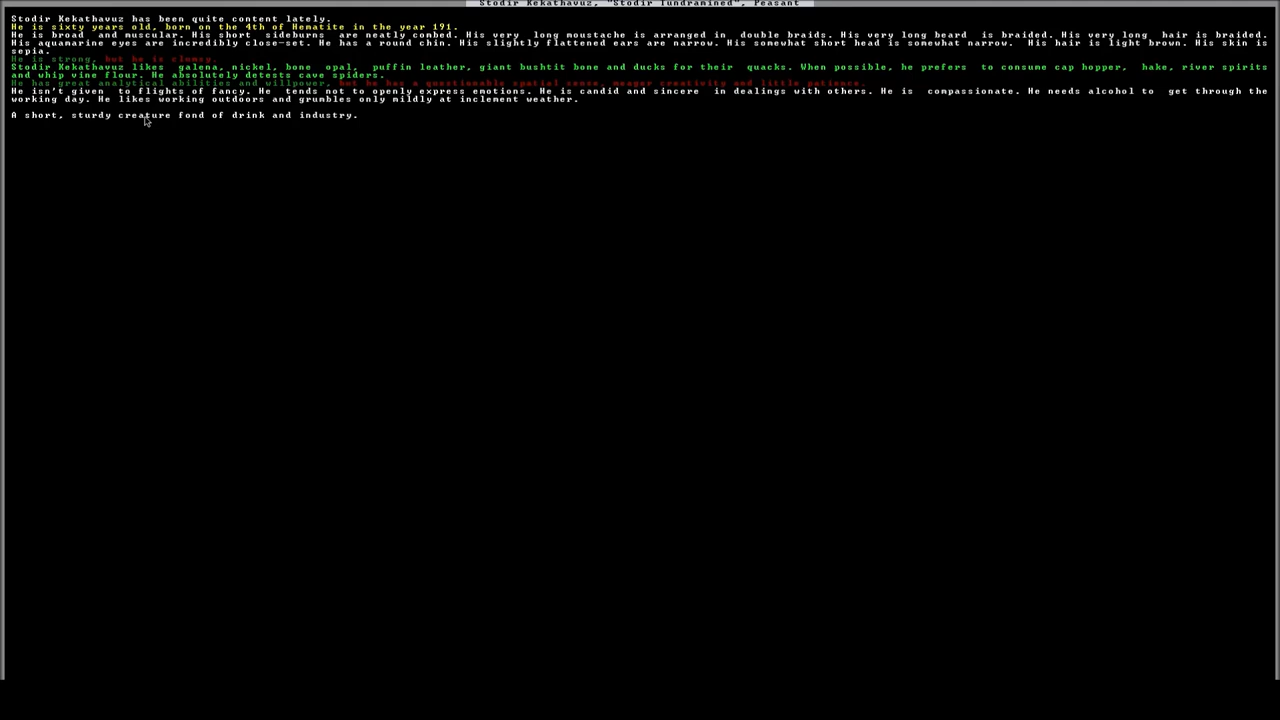 Stodir Kekathavuz, "Stodir Tundramined", Peasant
Stodir Kekathavuz has been quite content lately.
He is sixty years old, born on the 4th of Hematite in the year 191.
He is broad and muscular. His short sideburns are neatly combed. His very long moustache is arranged in double braids. His very long beard is braided. His very long hair is braided.
His aquamarine eyes are incredibly close-set. He has a round chin. His slightly flattened ears are narrow. His somewhat short head is somewhat narrow. His hair is light brown. His skin is
sepia.
He is strong, but he is clumsy.
Stodir Kekathavuz likes galena, nickel, bone opal, puffin leather, giant bushtit bone and ducks for their quacks. When possible, he prefers to consume cap hopper, hake, river spirits
and whip vine flour. He absolutely detests cave spiders.
He has great analytical abilities and willpower, but he has a questionable spatial sense, meager creativity and little patience.
He isn't given to flights of fancy. He tends not to openly express emotions. He is candid and sincere in dealings with others. He is compassionate. He needs alcohol to get through the
working day. He likes working outdoors and grumbles only mildly at inclement weather.
A short, sturdy creature fond of drink and industry.